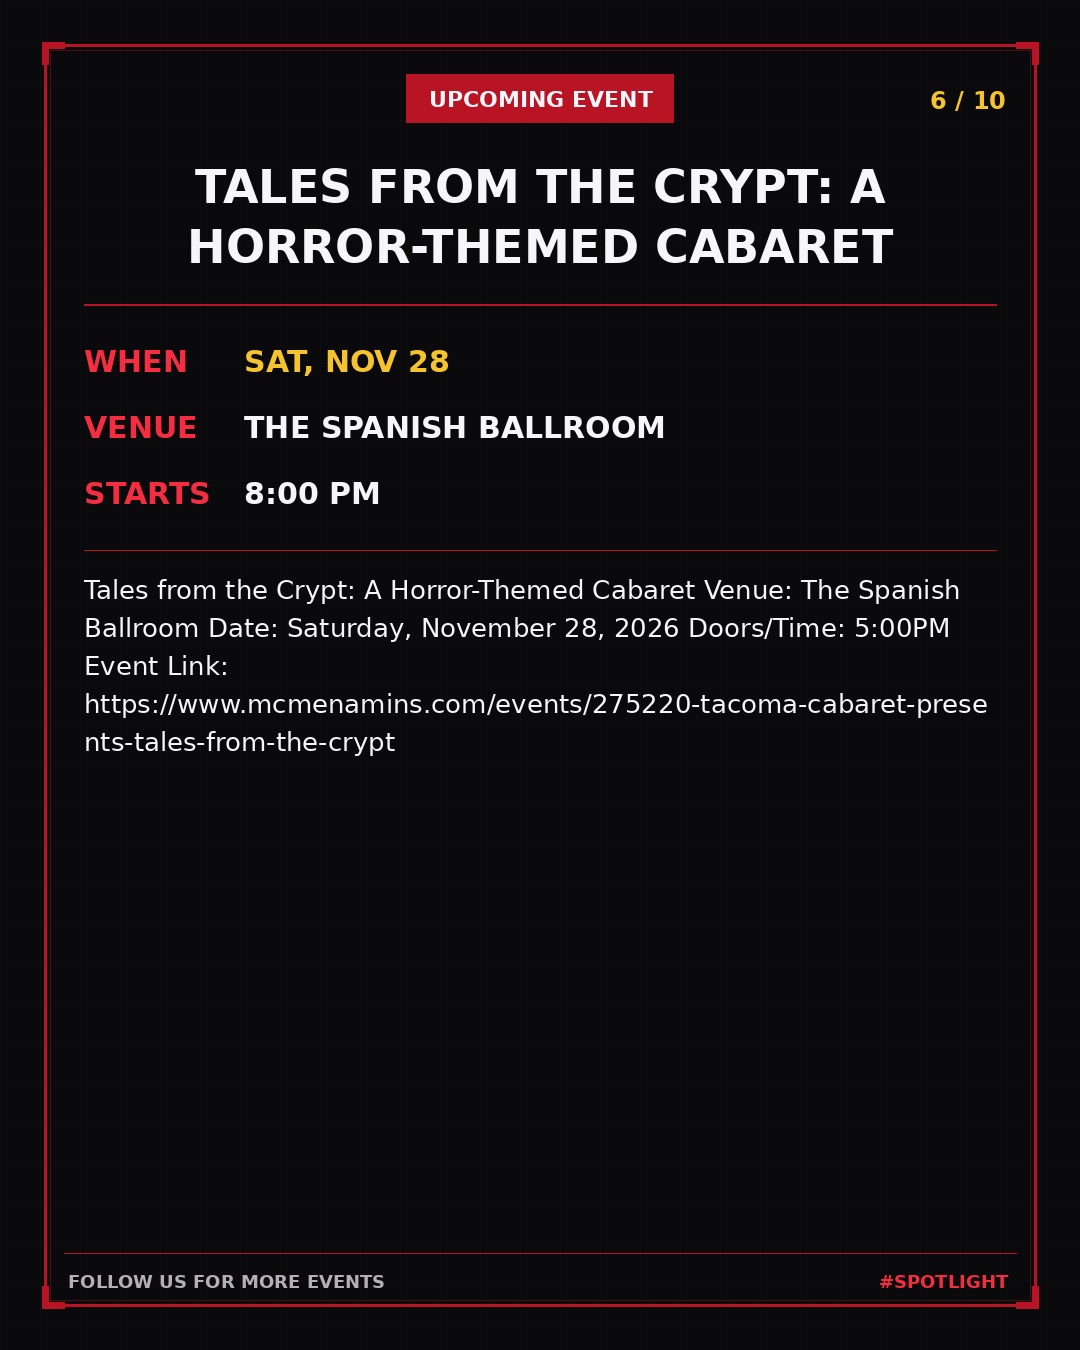 UPCOMING EVENT
6 / 10
TALES FROM THE CRYPT: A
HORROR-THEMED CABARET
WHEN SAT, NOV 28
VENUE THE SPANISH BALLROOM
STARTS 8:00 PM
Tales from the Crypt: A Horror-Themed Cabaret Venue: The Spanish
Ballroom Date: Saturday, November 28, 2026 Doors/Time: 5:00PM
Event Link:
https://www.mcmenamins.com/events/275220-tacoma-cabaret-prese
nts-tales-from-the-crypt
FOLLOW US FOR MORE EVENTS
#SPOTLIGHT